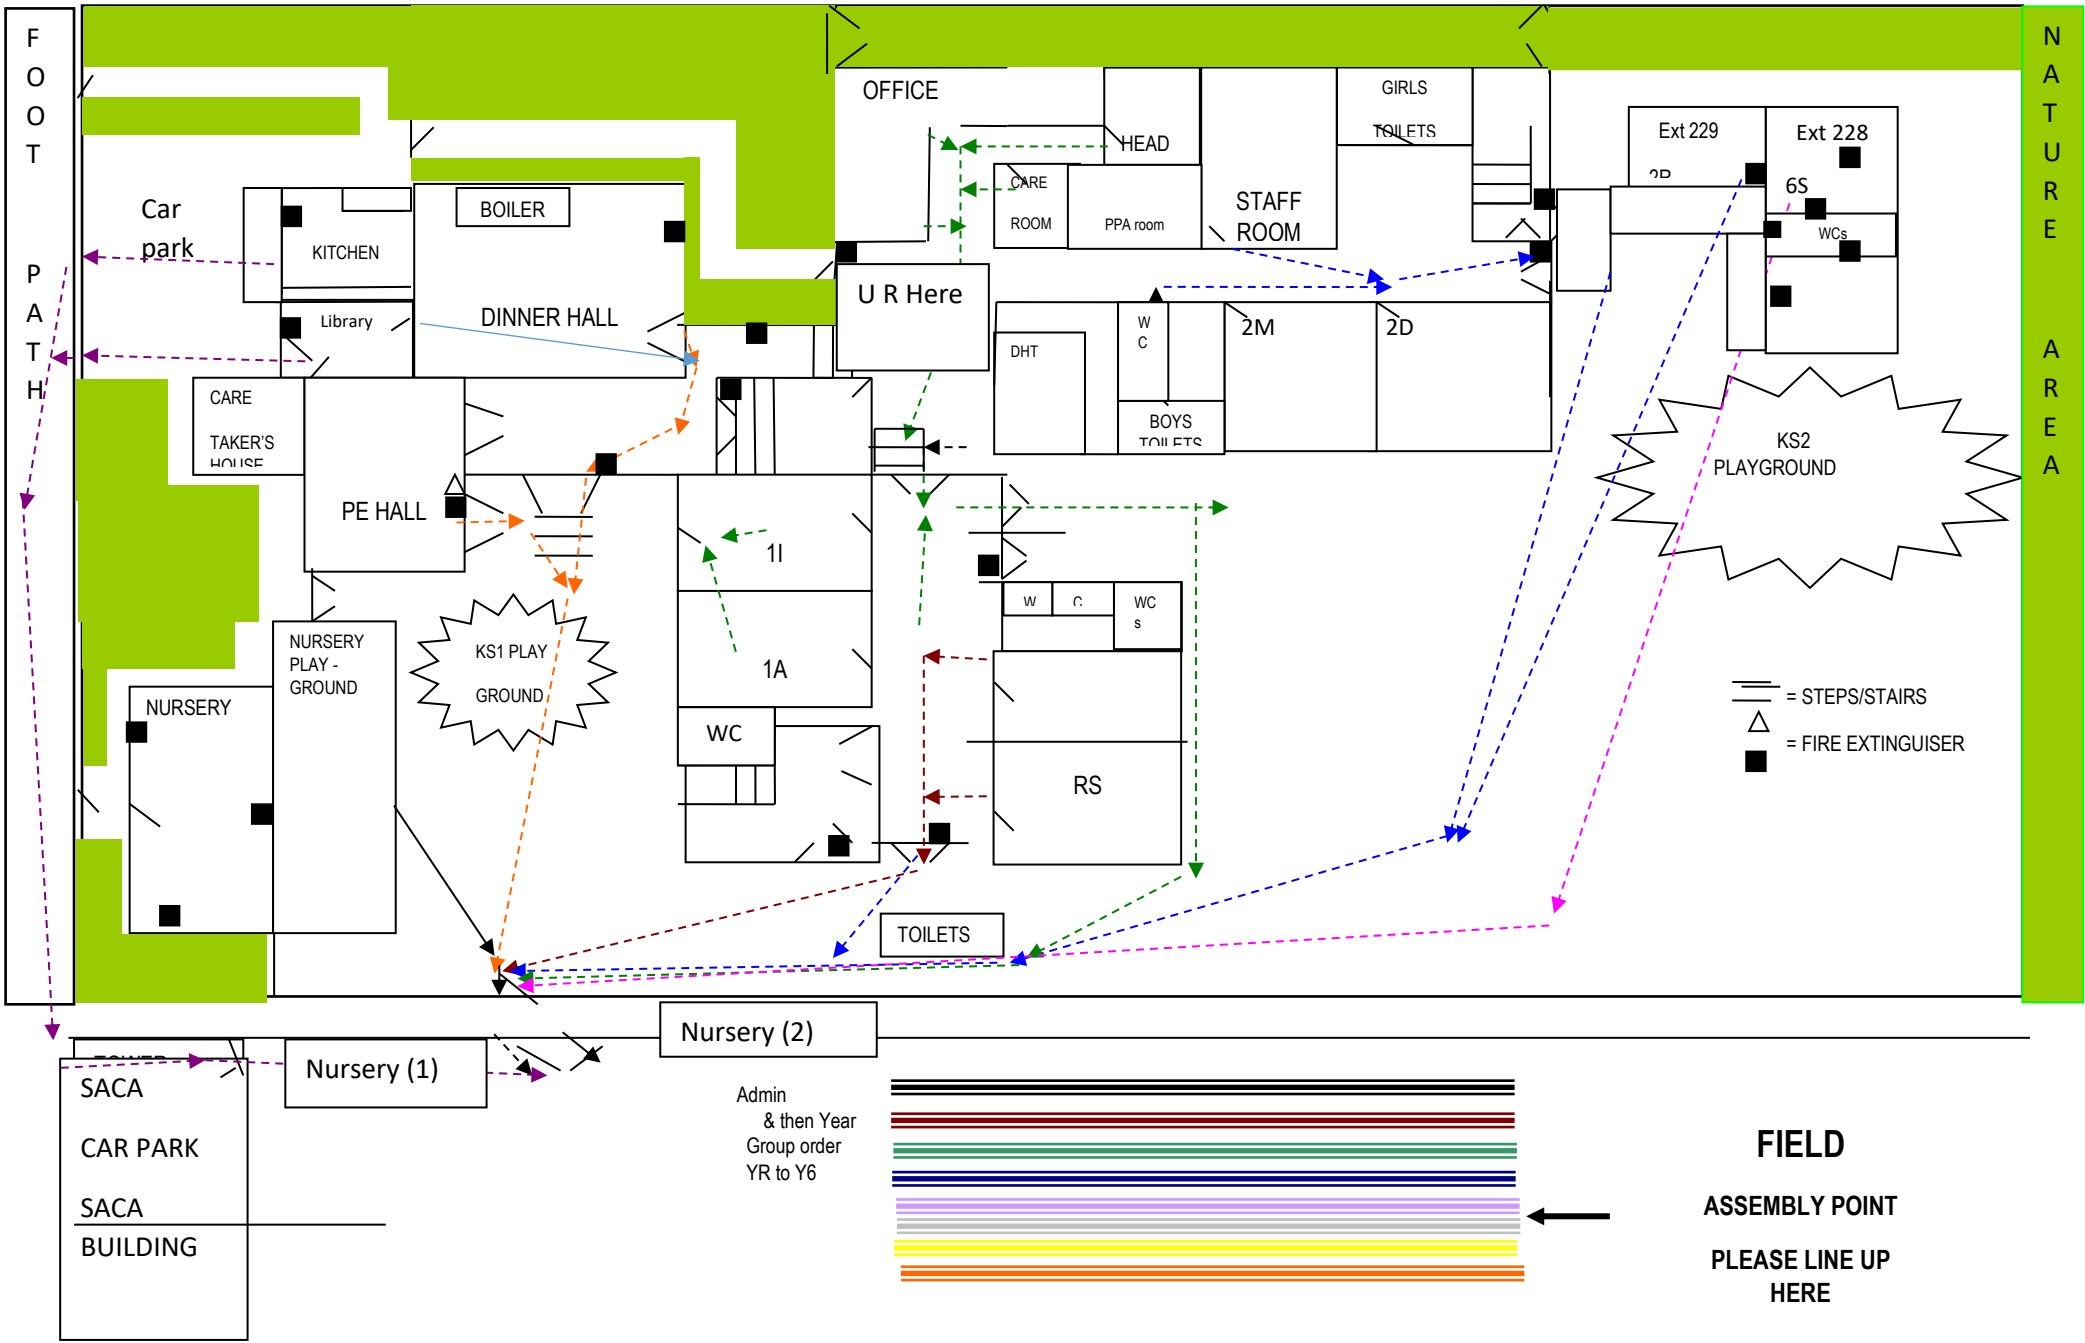 FOOT PATH
NATURE AREA
OFFICE
GIRLS
TOILETS
HEAD
Ext 229
Ext 228
6S
WCs
CARE
ROOM
PPA room
STAFF
ROOM
Car
park
BOILER
KITCHEN
Library
DINNER HALL
U R Here
W
C
2M
2D
DHT
BOYS
TOILETS
CARE
TAKER'S
HOUSE
KS2
PLAYGROUND
PE HALL
1I
1A
WC
W
C
WC
s
NURSERY
PLAY -
GROUND
KS1 PLAY
GROUND
NURSERY
RS
= STEPS/STAIRS
= FIRE EXTINGUISER
TOILETS
Nursery (2)
Nursery (1)
TOWER
SACA
CAR PARK
SACA
BUILDING
Admin
& then Year
Group order
YR to Y6
FIELD
ASSEMBLY POINT
PLEASE LINE UP
HERE